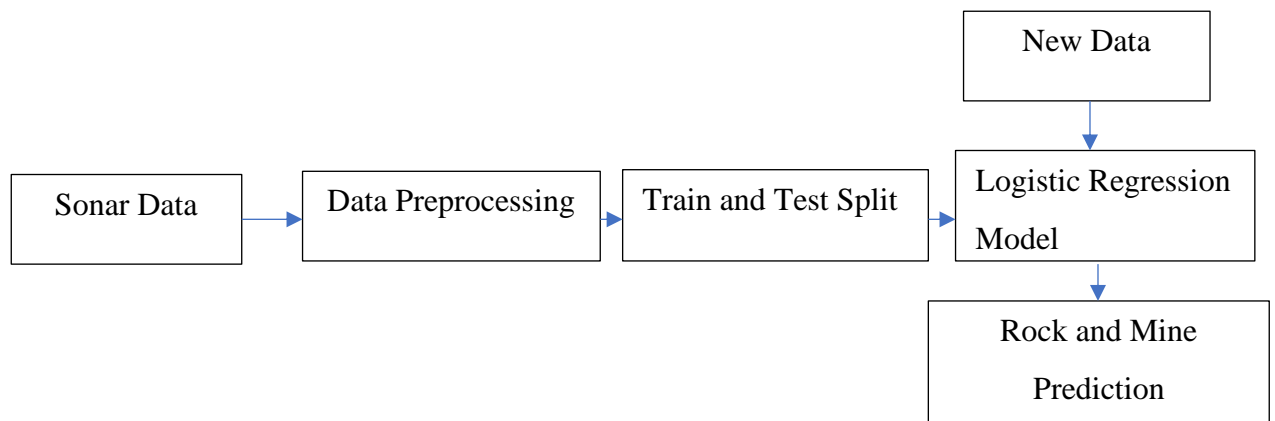 New Data
Sonar Data
Data Preprocessing
Train and Test Split
Logistic Regression
Model
Rock and Mine
Prediction